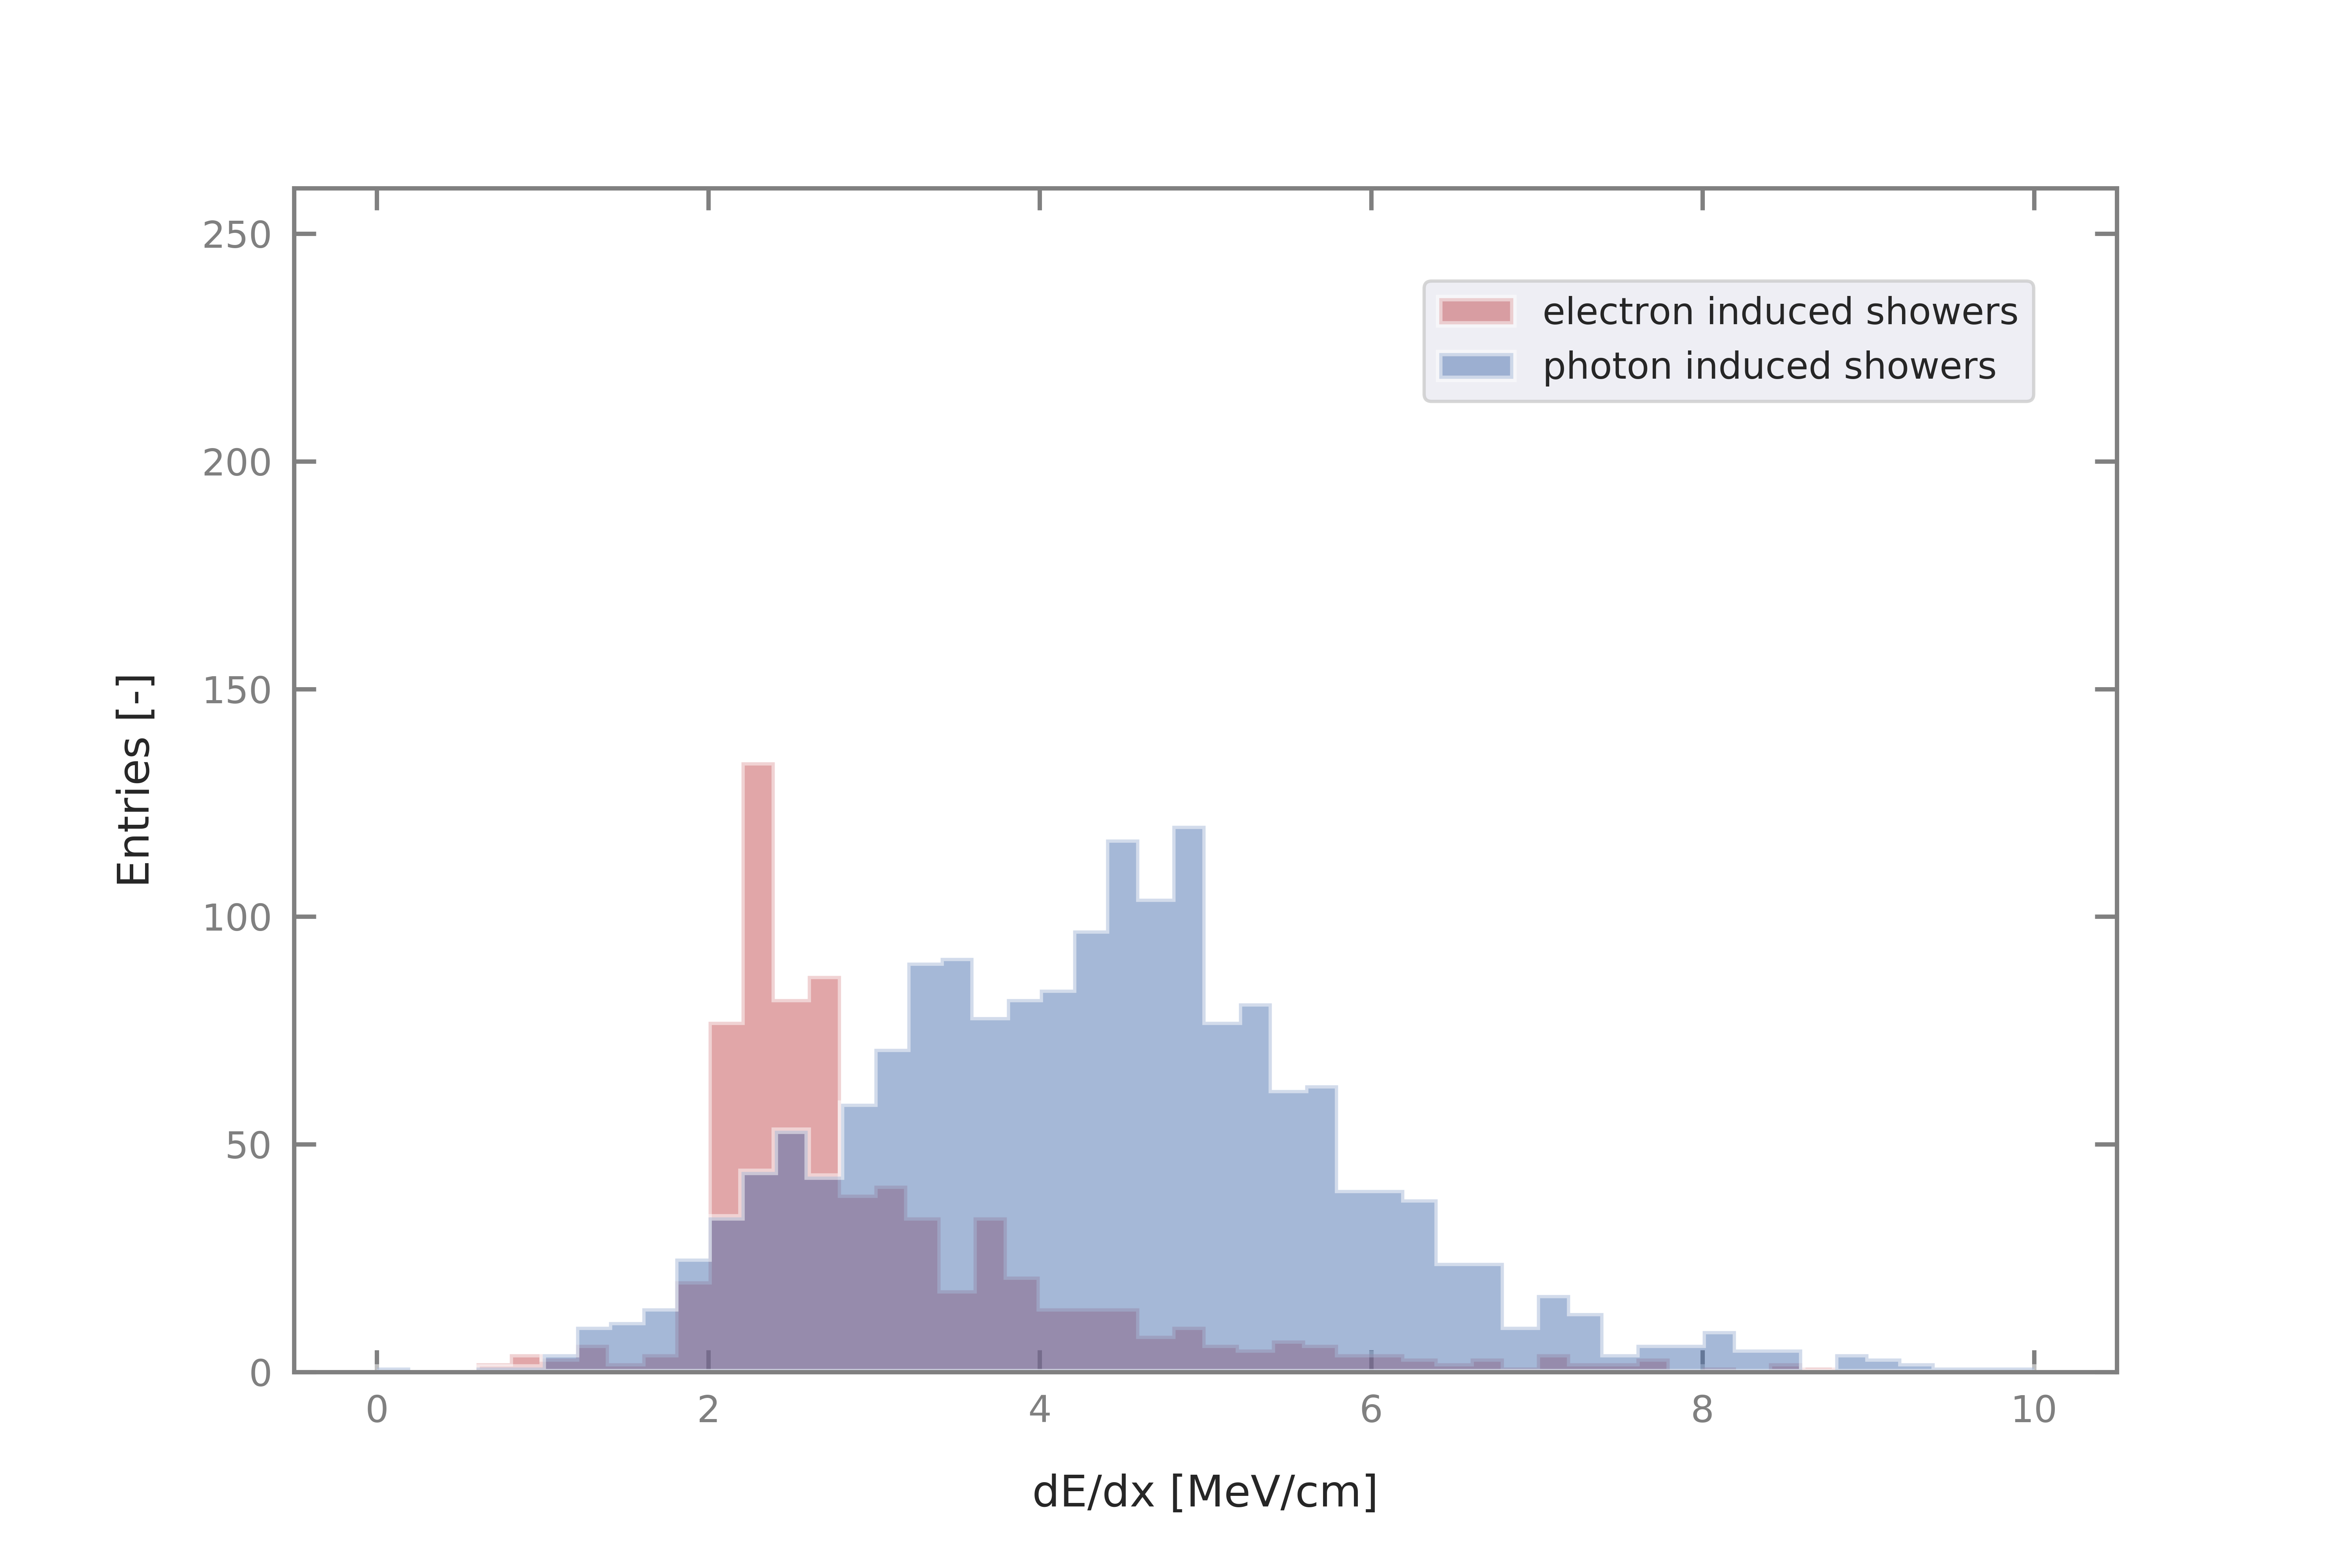 250
200
150
100
50
0
Entries [-]
electron induced showers
photon induced showers
0 2 4 6 8 10
dE/dx [MeV/cm]